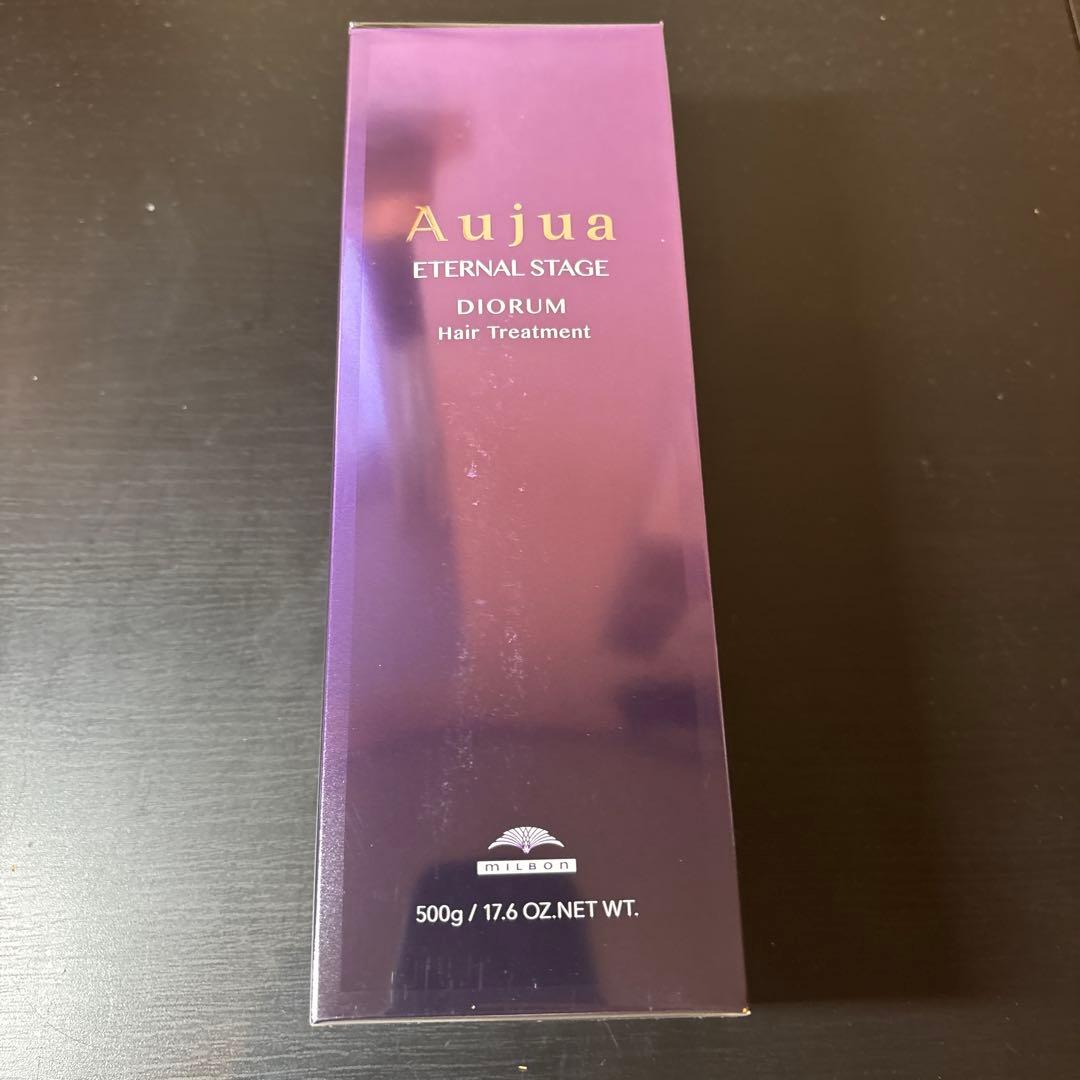 Aujua
ETERNAL STAGE
DIORUM
Hair Treatment
MILBON
500g / 17.6 OZ.NET WT.